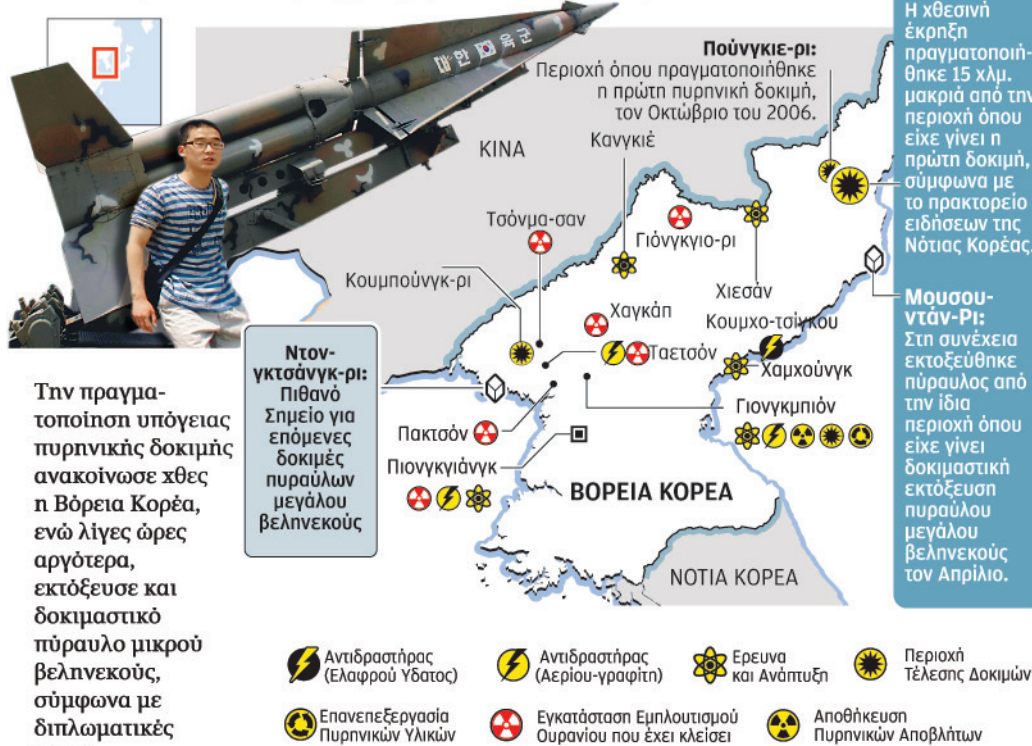 대한 육군
Πούνγκιε-ρι:
Περιοχή όπου πραγματοποιήθηκε
η πρώτη πυρηνική δοκιμή,
τον Οκτώβριο του 2006.
Η χθεσινή
έκρηξη
πραγματοποιή-
θηκε 15 χλμ.
μακριά από την
περιοχή όπου
είχε γίνει η
πρώτη δοκιμή,
σύμφωνα με
το πρακτορείο
ειδήσεων της
Νότιας Κορέας.
ΚΙΝΑ
Κανγκιέ
Τσόνμα-σαν
Γιόνγκγιο-ρι
Κουμπούνγκ-ρι
Χιεσάν
Χαγκάπ
Κουμχο-τσίγκου
Ταετσόν
Χαμχούνγκ
Γιονγκμπιόν
Πακτσόν
Πιονγκγιάνγκ
ΒΟΡΕΙΑ ΚΟΡΕΑ
ΝΟΤΙΑ ΚΟΡΕΑ
Μουσου-
ντάν-Ρι:
Στη συνέχεια
εκτοξεύθηκε
πύραυλος από
την ίδια
περιοχή όπου
είχε γίνει
δοκιμαστική
εκτόξευση
πυραύλου
μεγάλου
βεληνεκούς
τον Απρίλιο.
Ντον-
γκτσάνγκ-ρι:
Πιθανό
Σημείο για
επόμενες
δοκιμές
πυραύλων
μεγάλου
βεληνεκούς
Την πραγμα-
τοποίηση υπόγειας
πυρηνικής δοκιμής
ανακοίνωσε χθες
η Βόρεια Κορέα,
ενώ λίγες ώρες
αργότερα,
εκτόξευσε και
δοκιμαστικό
πύραυλο μικρού
βεληνεκούς,
σύμφωνα με
διπλωματικές
Αντιδραστήρας
(Ελαφρού Υδατος)
Αντιδραστήρας
(Αερίου-γραφίτη)
Ερευνα
και Ανάπτυξη
Περιοχή
Τέλεσης Δοκιμών
Επανεπεξεργασία
Πυρηνικών Υλικών
Εγκατάσταση Εμπλουτισμού
Ουρανίου που έχει κλείσει
Αποθήκευση
Πυρηνικών Αποβλήτων